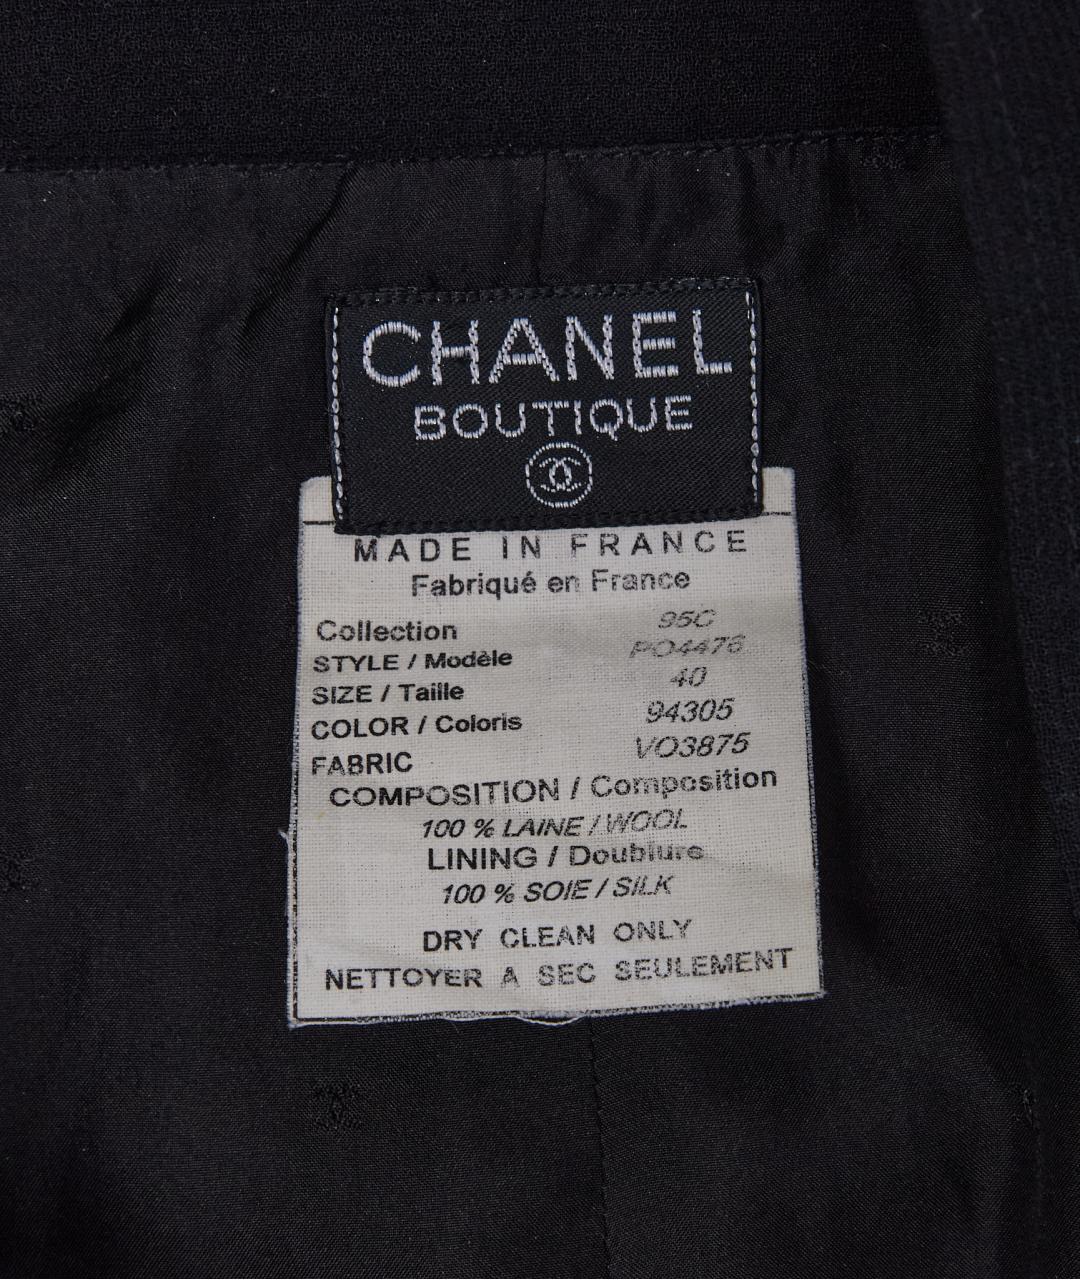 CHANEL
BOUTIQUE
MADE IN FRANCE
Fabriqué en France
Collection 95C
STYLE / Modèle PO4476
SIZE / Taille 40
COLOR / Coloris 94305
FABRIC VO3875
COMPOSITION / Composition
100 % LAINE / WOOL
LINING / Doublure
100 % SOIE / SILK
DRY CLEAN ONLY
NETTOYER A SEC SEULEMENT